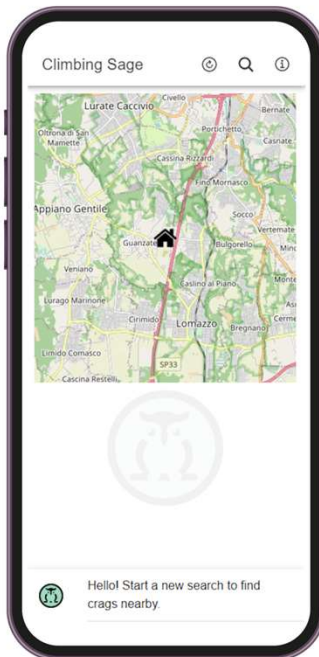 Climbing Sage
Civello
Bernate
Lurate Caccivio
Portichetto
Oltrona di San
Mamette
Casnate
Cassina Rizzardi
Fino Mornasco
Appiano Gentile
Socco
Vertemate
Guanzate
Bulgorello
Veniano
Caslino al Piano
Lurago Marinone
Cirimido
Lomazzo
Bregnano
Limido Comasco
SP33
Cascina Restelli
Hello! Start a new search to find
crags nearby.